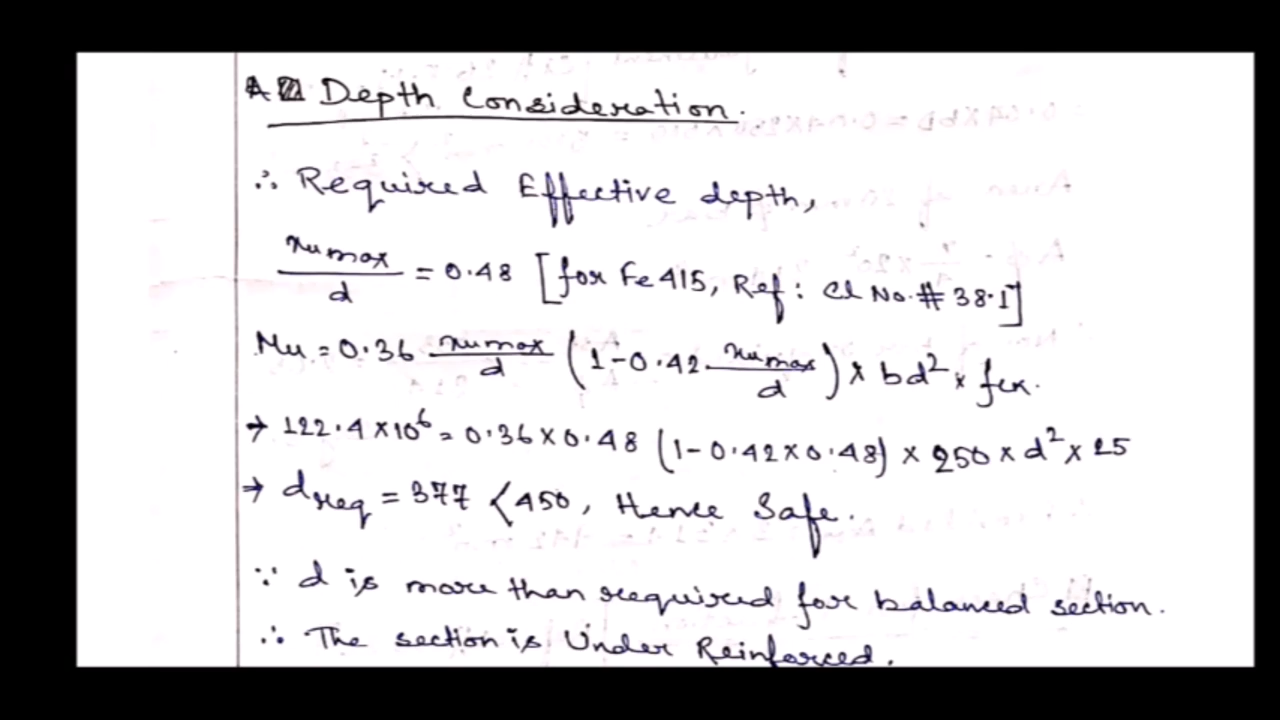 Depth Consideration.
∴ Required Effective depth,
xumax/d = 0.48 [for Fe 415, Ref: Cl No. # 38.1]
Mu = 0.36 xumax/d (1-0.42 xumax/d) x bd² x fck.
→ 122.4 x 10⁶ = 0.36 x 0.48 (1-0.42 x 0.48) x 250 x d² x 25
→ dreq = 377 < 450, Hence Safe.
∵ d is more than required for balanced section.
∴ The section is Under Reinforced.